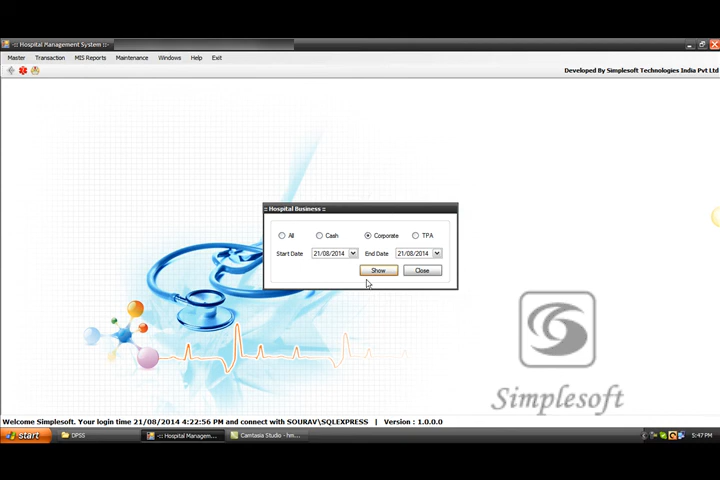 -:: Hospital Management System ::-
Master Transaction MIS Reports Maintenance Windows Help Exit
Developed By Simplesoft Technologies India Pvt Ltd
:: Hospital Business ::
All Cash Corporate TPA
Start Date 21/08/2014 End Date 21/08/2014
Show Close
Simplesoft
Welcome Simplesoft. Your login time 21/08/2014 4:22:56 PM and connect with SOURAV\SQLEXPRESS | Version : 1.0.0.0
start DPSS -:: Hospital Managem... Camtasia Studio - hm... 5:47 PM